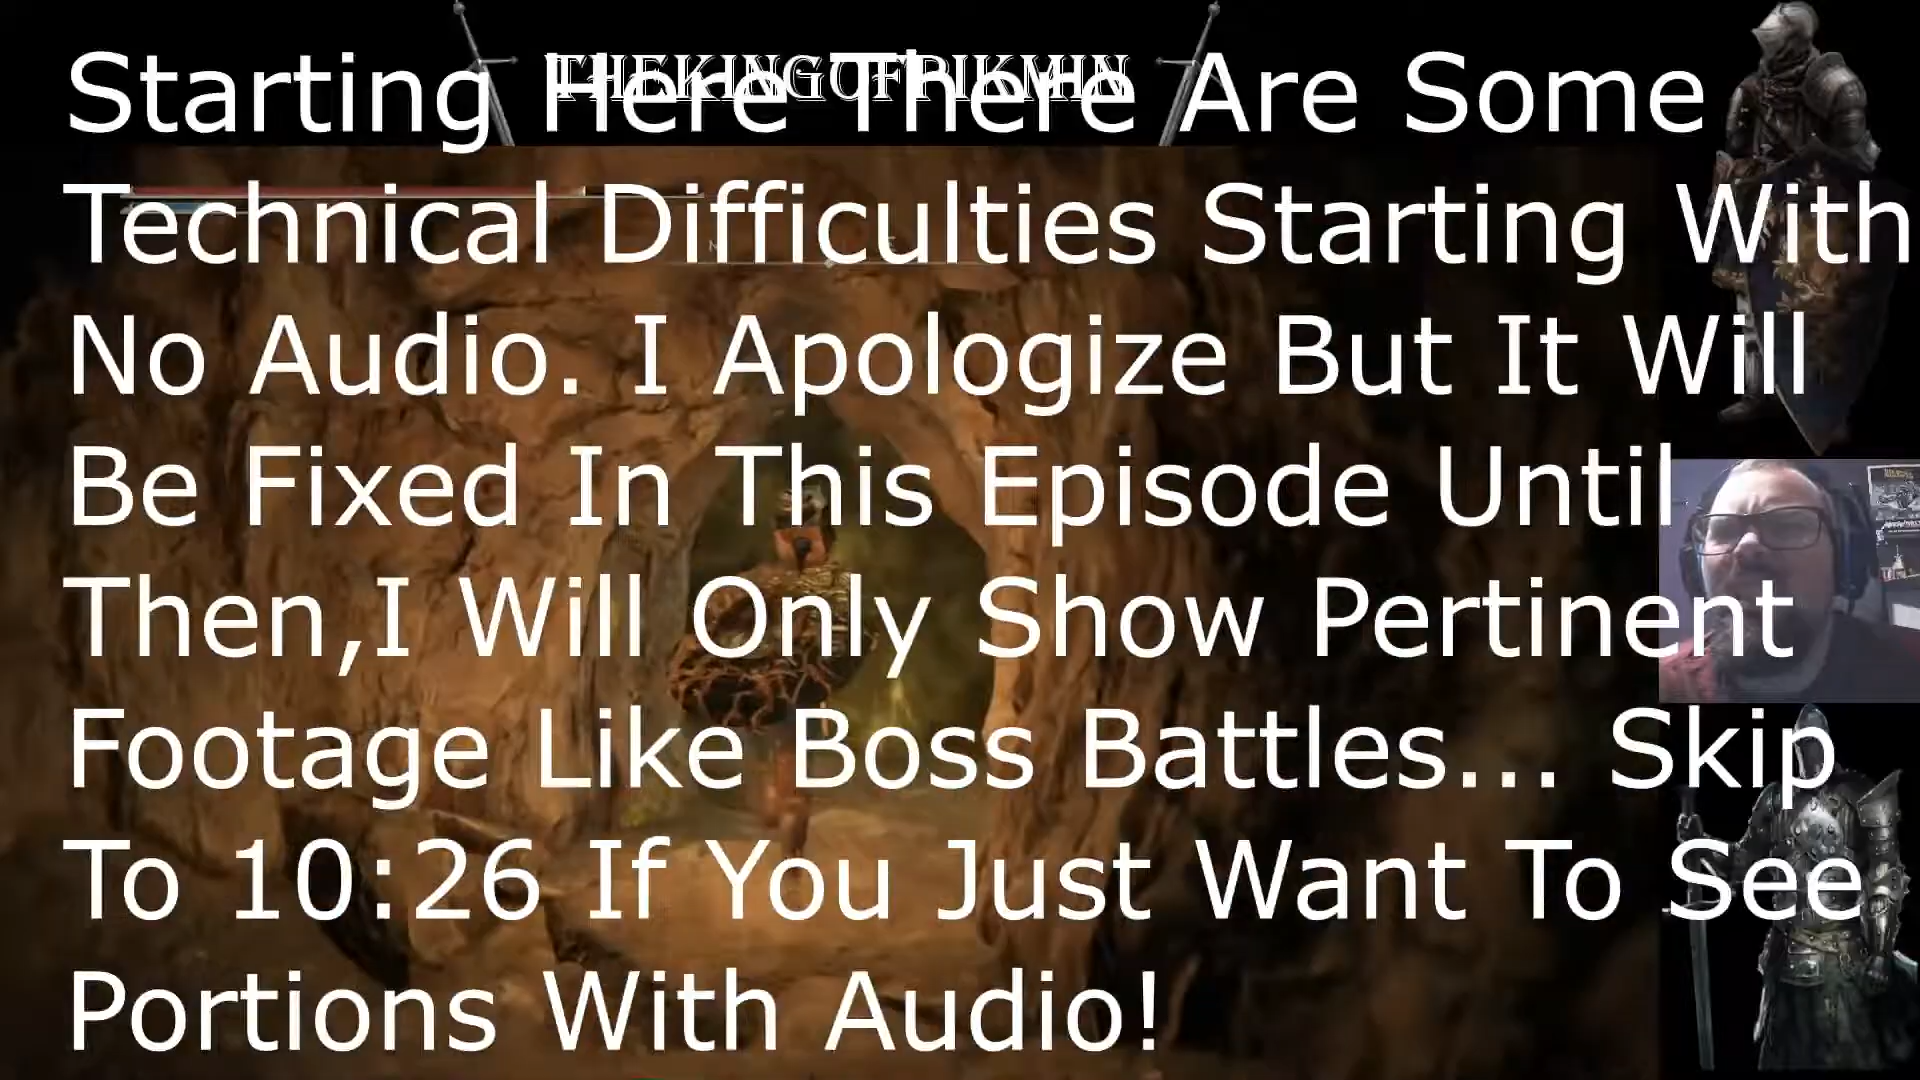 THEKINGOFPIKMIN
Starting Here There Are Some
Technical Difficulties Starting With
No Audio. I Apologize But It Will
Be Fixed In This Episode Until
Then,I Will Only Show Pertinent
Footage Like Boss Battles... Skip
To 10:26 If You Just Want To See
Portions With Audio!